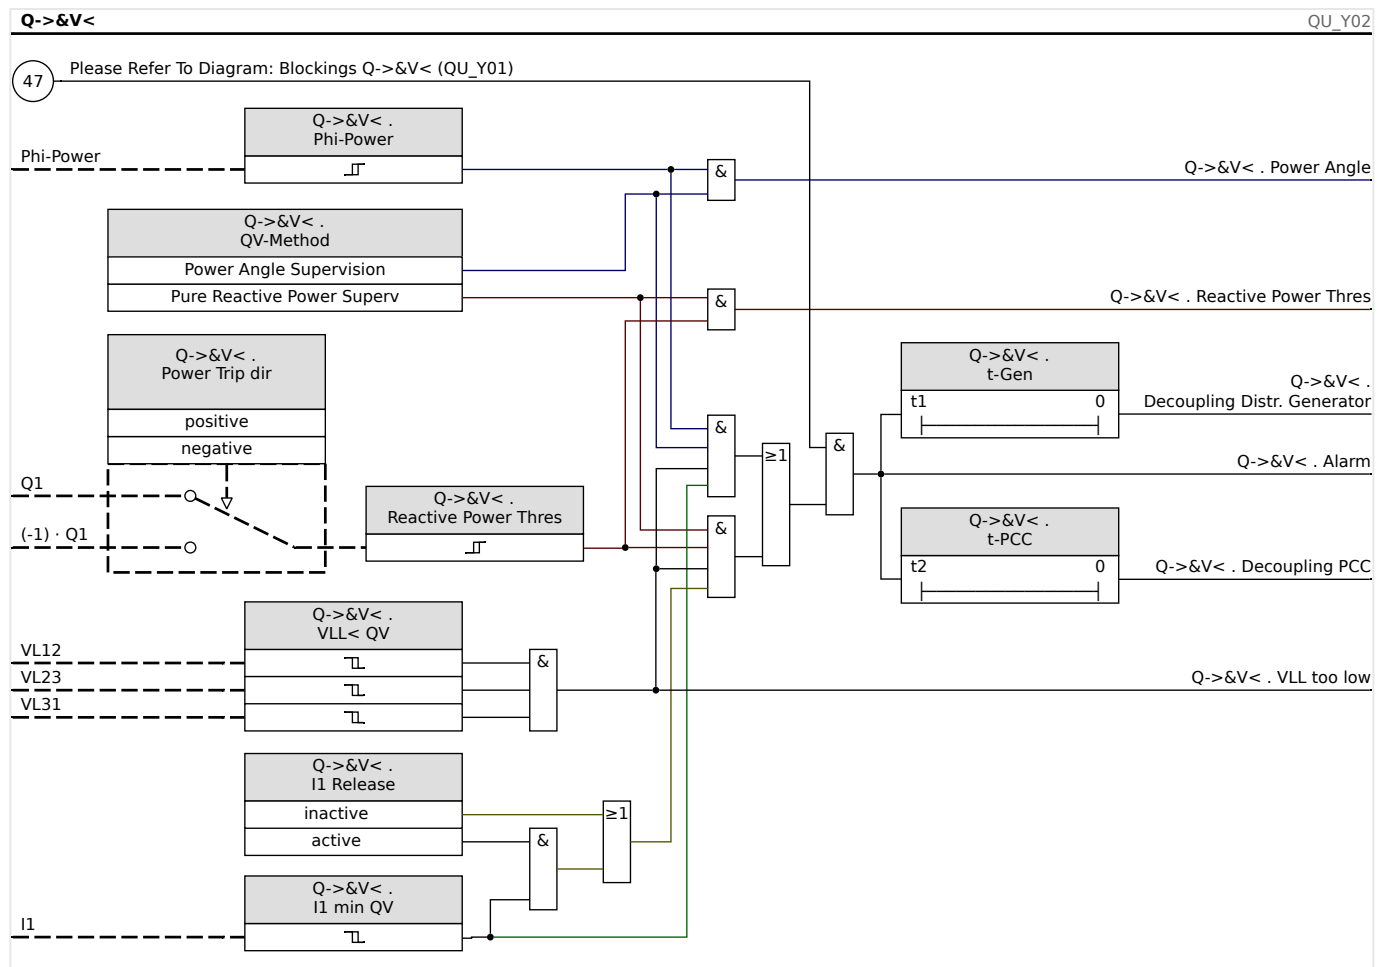 Q->&V<
QU_Y02
47
Please Refer To Diagram: Blockings Q->&V< (QU_Y01)
Q->&V< .
Phi-Power
Phi-Power
&
Q->&V< . Power Angle
Q->&V< .
QV-Method
Power Angle Supervision
Pure Reactive Power Superv
&
Q->&V< . Reactive Power Thres
Q->&V< .
Power Trip dir
positive
negative
Q->&V< .
t-Gen
t1
0
Q->&V< .
Decoupling Distr. Generator
&
≥1
&
Q->&V< . Alarm
Q1
(-1) · Q1
Q->&V< .
Reactive Power Thres
&
Q->&V< .
t-PCC
t2
0
Q->&V< . Decoupling PCC
Q->&V< .
VLL< QV
VL12
VL23
VL31
&
Q->&V< . VLL too low
Q->&V< .
I1 Release
inactive
active
≥1
&
Q->&V< .
I1 min QV
I1